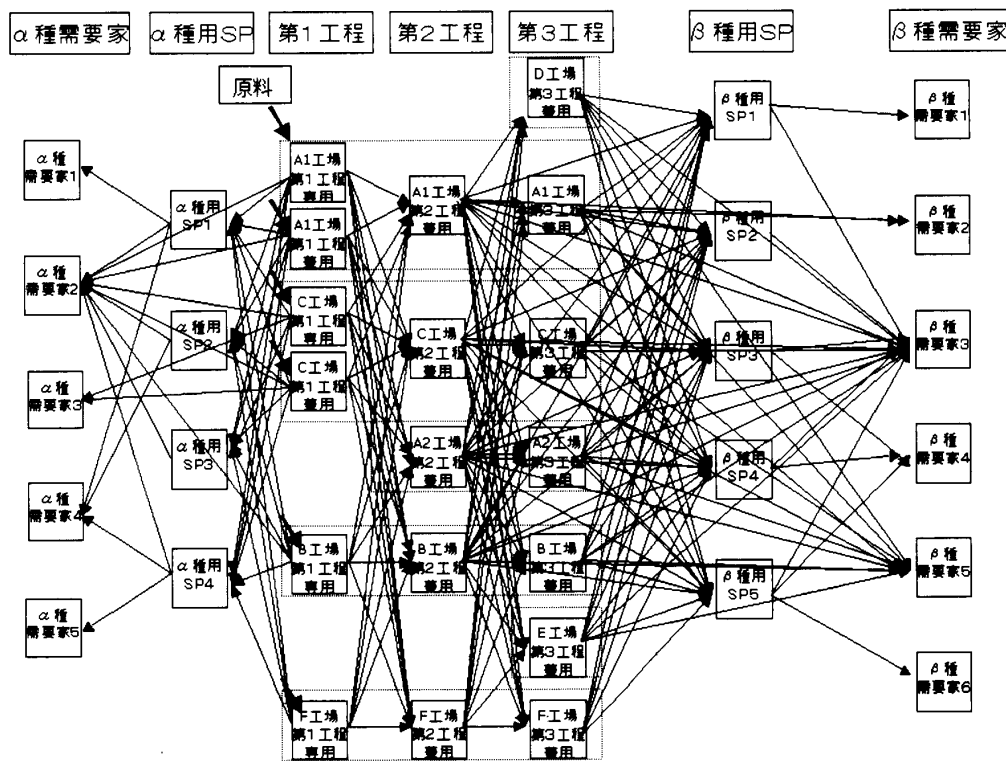 α種需要家
α種用SP
第1工程
第2工程
第3工程
β種用SP
β種需要家
原料
α種
需要家1
α種
需要家2
α種
需要家3
α種
需要家4
α種
需要家5
α種用
SP1
α種用
SP2
α種用
SP3
α種用
SP4
A1工場
第1工程
専用
A1工場
第1工程
兼用
C工場
第1工程
専用
C工場
第1工程
兼用
B工場
第1工程
専用
F工場
第1工程
専用
A1工場
第2工程
兼用
C工場
第2工程
兼用
A2工場
第2工程
兼用
B工場
第2工程
兼用
F工場
第2工程
兼用
D工場
第3工程
兼用
A1工場
第3工程
兼用
C工場
第3工程
兼用
A2工場
第3工程
兼用
B工場
第3工程
兼用
E工場
第3工程
兼用
F工場
第3工程
兼用
β種用
SP1
β種用
SP2
β種用
SP3
β種用
SP4
β種用
SP5
β種
需要家1
β種
需要家2
β種
需要家3
β種
需要家4
β種
需要家5
β種
需要家6